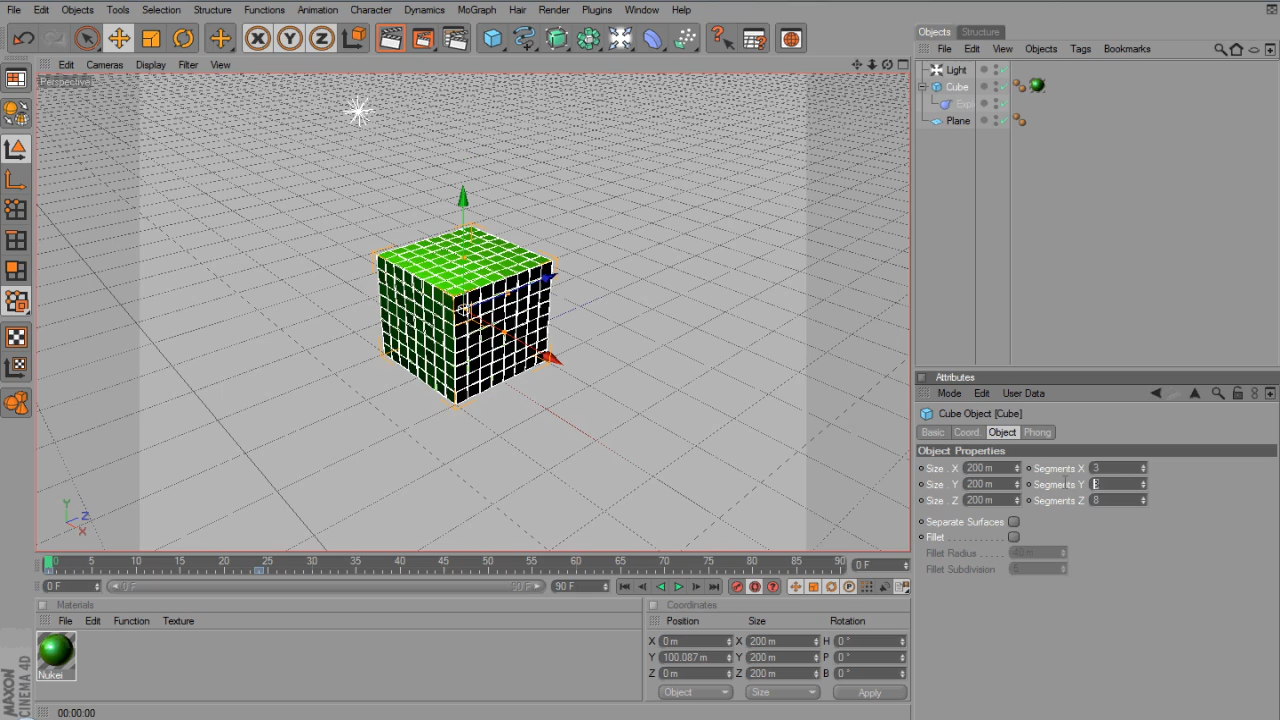 File Edit Objects Tools Selection Structure Functions Animation Character Dynamics MoGraph Hair Render Plugins Window Help
Objects Structure
File Edit View Objects Tags Bookmarks
Edit Cameras Display Filter View
Perspective
Light
Cube
Expl
Plane
X Y Z
Attributes
Mode Edit User Data
Cube Object [Cube]
Basic Coord. Object Phong
Object Properties
Size . X 200 m Segments X 3
Size . Y 200 m Segments Y
Size . Z 200 m Segments Z 8
Separate Surfaces
Fillet
Fillet Radius 40 m
Fillet Subdivision 5
Y
Z
X
0 5 10 15 20 25 30 35 40 45 50 55 60 65 70 75 80 85 90 0 F
0 F 0 F 90 F 90 F
Materials
File Edit Function Texture
Nukei
Coordinates
Position Size Rotation
X 0 m X 200 m H 0 °
Y 100.087 m Y 200 m P 0 °
Z 0 m Z 200 m B 0 °
Object Size Apply
MAXON
CINEMA 4D
00:00:00